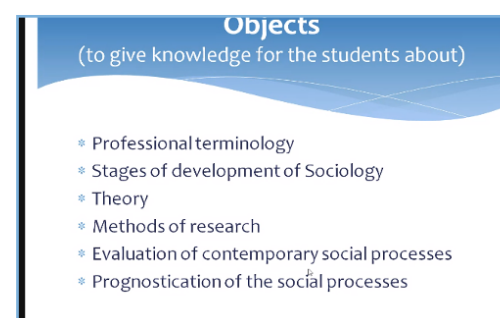 Objects
(to give knowledge for the students about)
Professional terminology
Stages of development of Sociology
Theory
Methods of research
Evaluation of contemporary social processes
Prognostication of the social processes